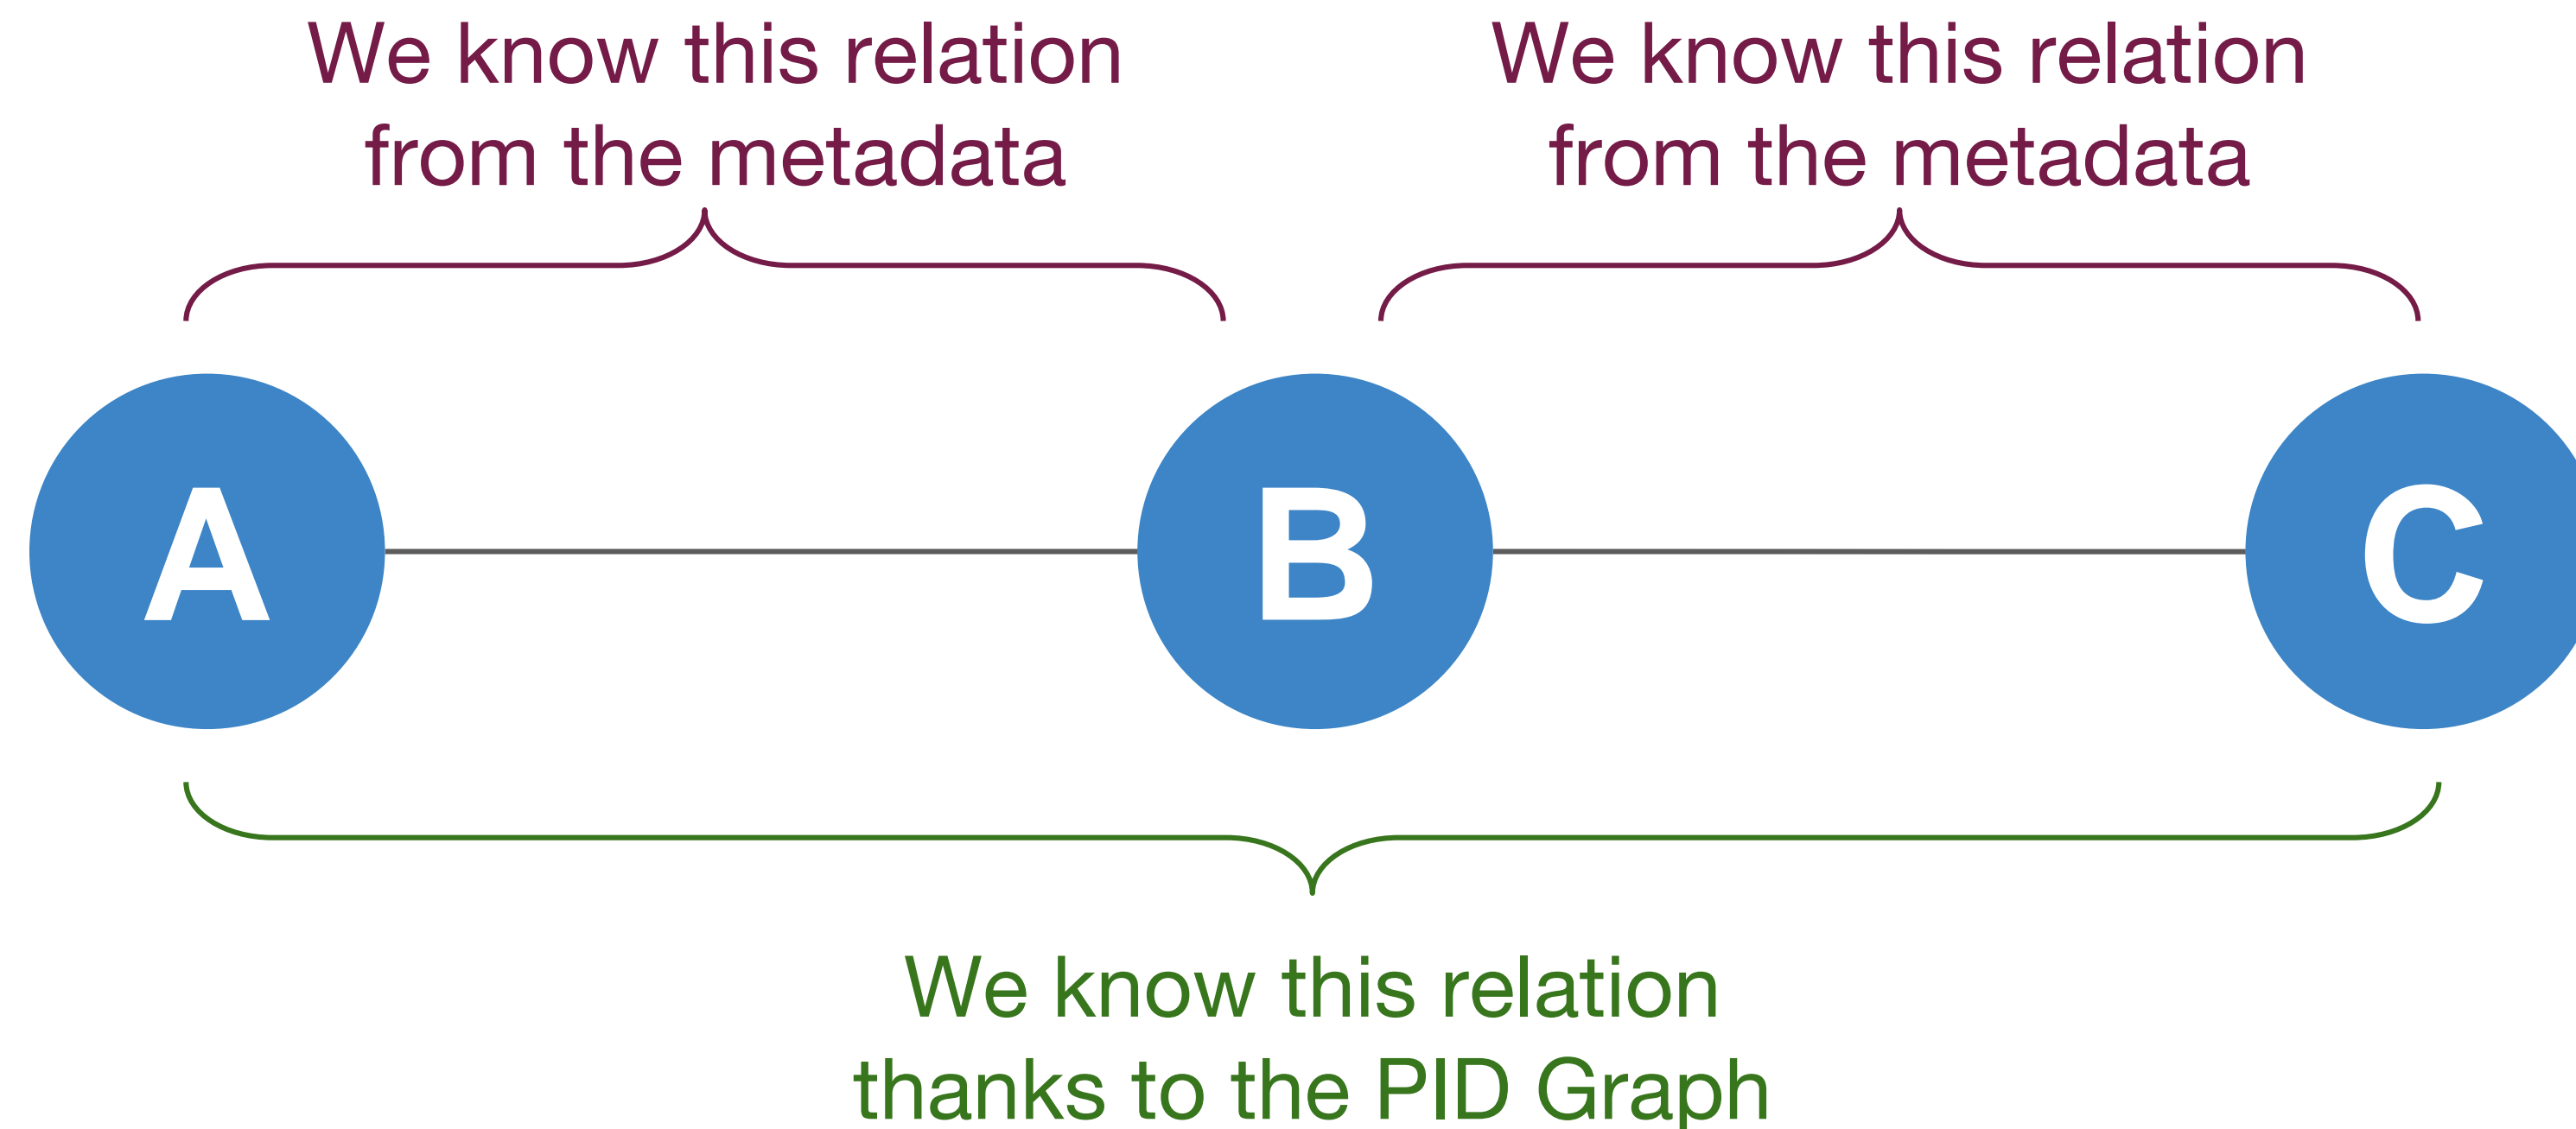 We know this relation
from the metadata
We know this relation
from the metadata
A
B
C
We know this relation
thanks to the PID Graph